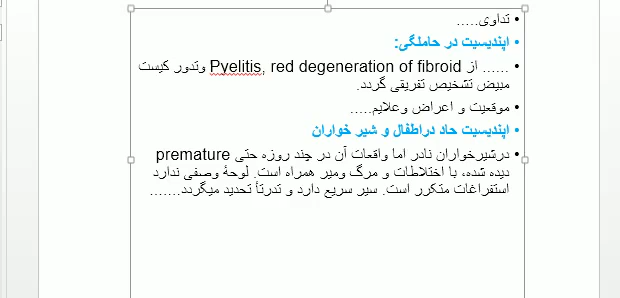 • تداوی.....
• اپندیسیت در حاملگی:
• ...... از Pyelitis, red degeneration of fibroid وتدور کیست
مبیض تشخیص تفریقی گردد.
• موقعیت و اعراض وعلایم.....
• اپندیسیت حاد دراطفال و شیر خواران
• درشیرخواران نادر اما واقعات آن در چند روزه حتی premature
دیده شده، با اختلاطات و مرگ ومیر همراه است. لوحۀ وصفی ندارد
استفراغات متکرر است. سیر سریع دارد و ندرتاً تحدید میگردد.......